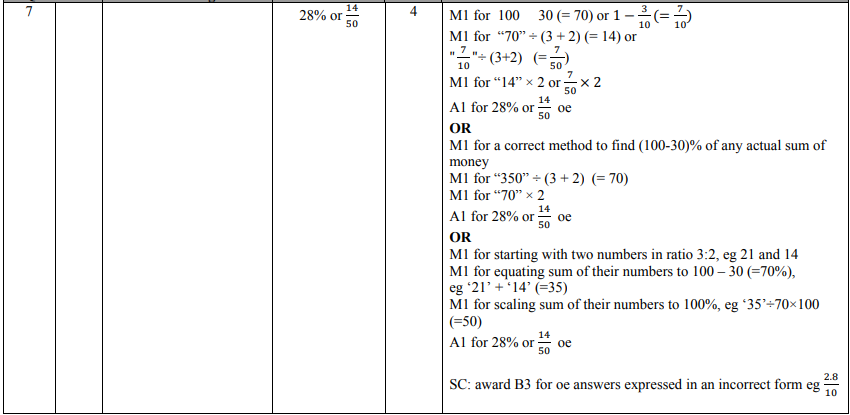 7 28% or 14/50 4 M1 for 100 30 (= 70) or 1 − 3/10 (= 7/10)
M1 for “70” ÷ (3 + 2) (= 14) or
"7/10"÷ (3+2) (= 7/50)
M1 for “14” × 2 or 7/50 × 2
A1 for 28% or 14/50 oe
OR
M1 for a correct method to find (100-30)% of any actual sum of
money
M1 for “350” ÷ (3 + 2) (= 70)
M1 for “70” × 2
A1 for 28% or 14/50 oe
OR
M1 for starting with two numbers in ratio 3:2, eg 21 and 14
M1 for equating sum of their numbers to 100 – 30 (=70%),
eg ‘21’ + ‘14’ (=35)
M1 for scaling sum of their numbers to 100%, eg ‘35’÷70×100
(=50)
A1 for 28% or 14/50 oe
SC: award B3 for oe answers expressed in an incorrect form eg 2.8/10